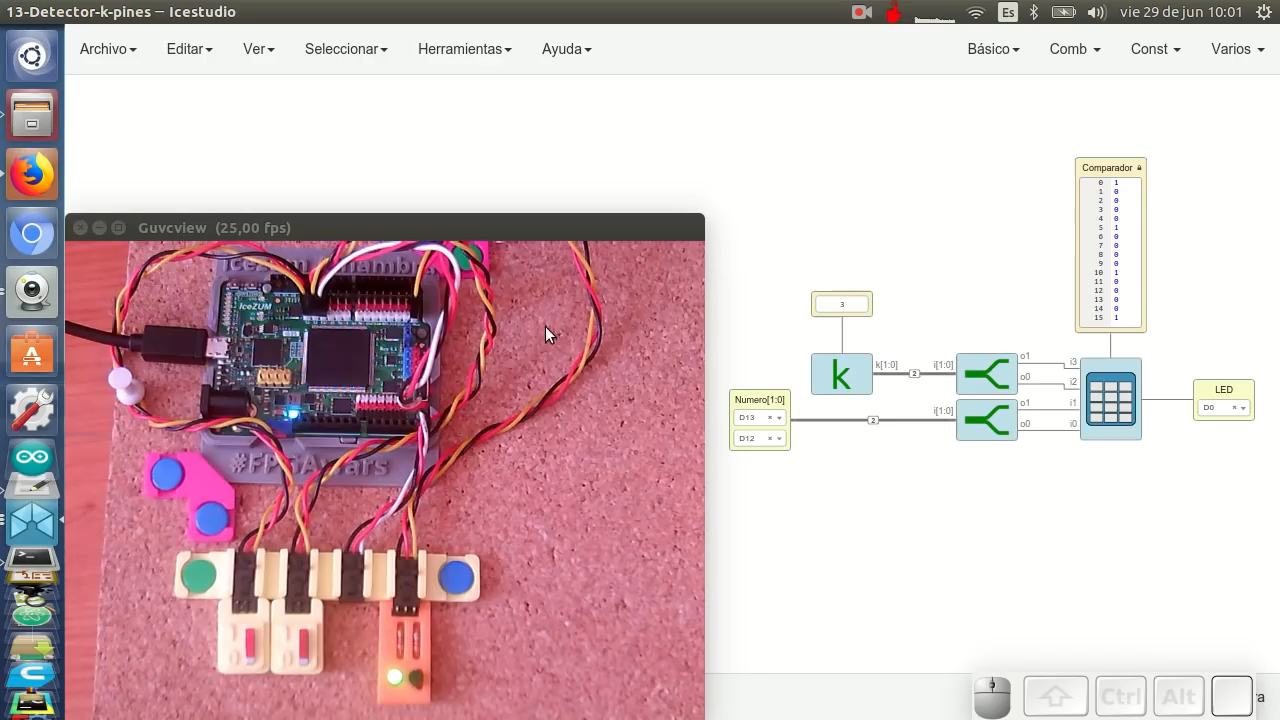 13-Detector-k-pines — Icestudio
Es
vie 29 de jun 10:01
Archivo
Editar
Ver
Seleccionar
Herramientas
Ayuda
Básico
Comb
Const
Varios
Guvcview (25,00 fps)
IceZUM Alhambra
IceZUM
#FPGAwars
Comparador
0 1
1 0
2 0
3 0
4 0
5 1
6 0
7 0
8 0
9 0
10 1
11 0
12 0
13 0
14 0
15 1
3
k
k[1:0]
2
i[1:0]
o1
o0
i3
i2
Numero[1:0]
D13
D12
2
i[1:0]
o1
o0
i1
i0
LED
D0
Ctrl
Alt